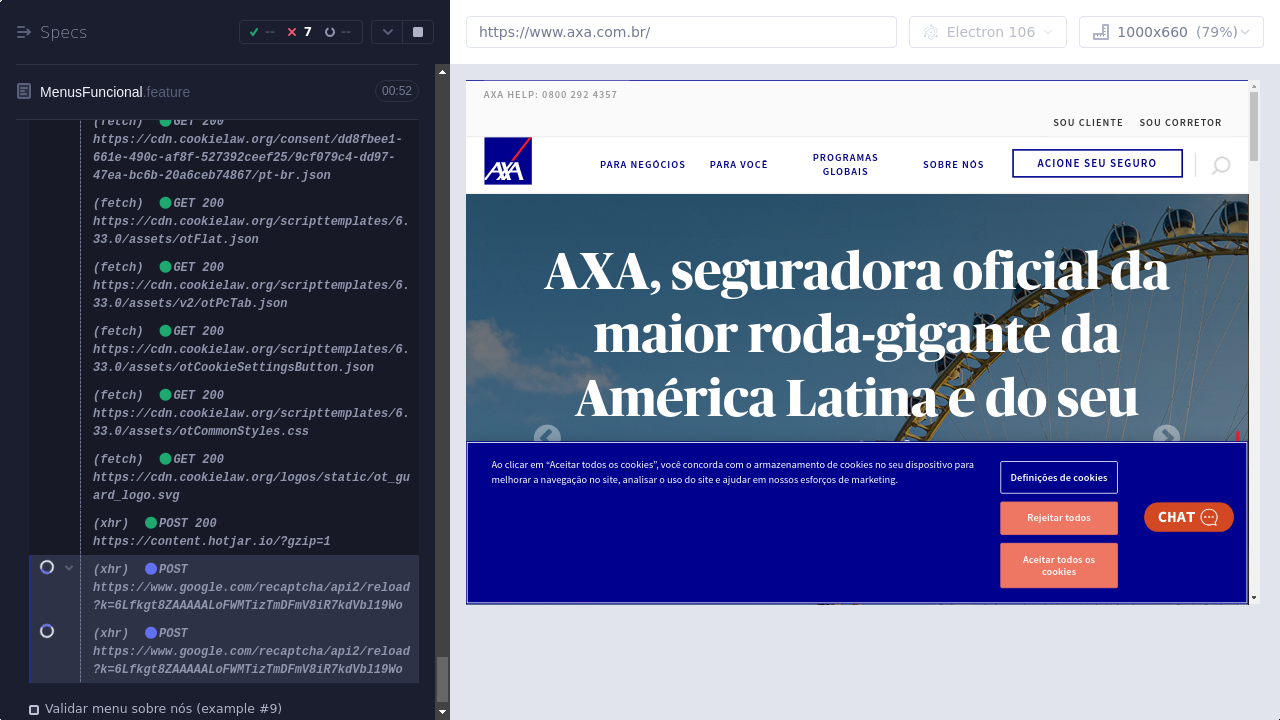 Specs
-- 7 --
https://www.axa.com.br/
Electron 106
1000x660 (79%)
MenusFuncional.feature
00:52
(fetch) GET 200
https://cdn.cookielaw.org/consent/dd8fbee1-
661e-490c-af8f-527392ceef25/9cf079c4-dd97-
47ea-bc6b-20a6ceb74867/pt-br.json
(fetch) GET 200
https://cdn.cookielaw.org/scripttemplates/6.
33.0/assets/otFlat.json
(fetch) GET 200
https://cdn.cookielaw.org/scripttemplates/6.
33.0/assets/v2/otPcTab.json
(fetch) GET 200
https://cdn.cookielaw.org/scripttemplates/6.
33.0/assets/otCookieSettingsButton.json
(fetch) GET 200
https://cdn.cookielaw.org/scripttemplates/6.
33.0/assets/otCommonStyles.css
(fetch) GET 200
https://cdn.cookielaw.org/logos/static/ot_gu
ard_logo.svg
(xhr) POST 200
https://content.hotjar.io/?gzip=1
(xhr) POST
https://www.google.com/recaptcha/api2/reload
?k=6Lfkgt8ZAAAAALoFWMTizTmDFmV8iR7kdVbl19Wo
(xhr) POST
https://www.google.com/recaptcha/api2/reload
?k=6Lfkgt8ZAAAAALoFWMTizTmDFmV8iR7kdVbl19Wo
Validar menu sobre nós (example #9)
AXA HELP: 0800 292 4357
SOU CLIENTE SOU CORRETOR
AXA
PARA NEGÓCIOS
PARA VOCÊ
PROGRAMAS
GLOBAIS
SOBRE NÓS
ACIONE SEU SEGURO
AXA, seguradora oficial da
maior roda-gigante da
América Latina e do seu
Ao clicar em “Aceitar todos os cookies”, você concorda com o armazenamento de cookies no seu dispositivo para
melhorar a navegação no site, analisar o uso do site e ajudar em nossos esforços de marketing.
Definições de cookies
Rejeitar todos
Aceitar todos os
cookies
CHAT